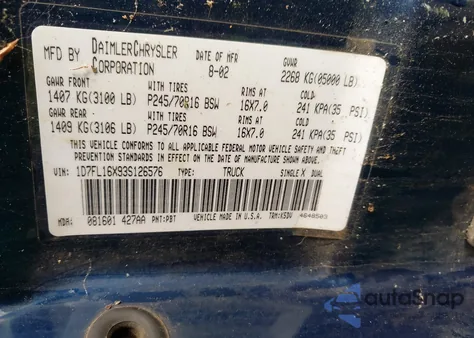 MFD BY DAIMLERCHRYSLER CORPORATION DATE OF MFR 8-02 GVWR 2268 KG(05000 LB)
GAWR FRONT WITH TIRES RIMS AT COLD
1407 KG(3100 LB) P245/70R16 BSW 16X7.0 241 KPA(35 PSI)
GAWR REAR WITH TIRES RIMS AT COLD
1409 KG(3106 LB) P245/70R16 BSW 16X7.0 241 KPA(35 PSI)
THIS VEHICLE CONFORMS TO ALL APPLICABLE FEDERAL MOTOR VEHICLE SAFETY AND THEFT
PREVENTION STANDARDS IN EFFECT ON THE DATE OF MANUFACTURE SHOWN ABOVE.
VIN: 1D7FL16X93S126576 TYPE: TRUCK SINGLE X DUAL
MDA: 081601 427AA PNT:PBT VEHICLE MADE IN U.S.A. TRM:K5DV 4648503
autoSnap